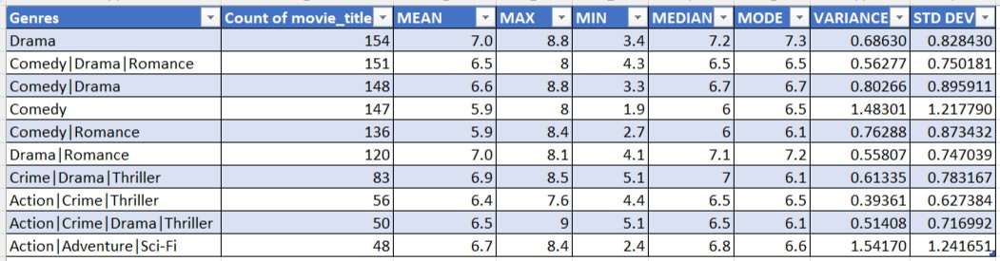 Genres Count of movie_title MEAN MAX MIN MEDIAN MODE VARIANCE STD DEV
Drama 154 7.0 8.8 3.4 7.2 7.3 0.68630 0.828430
Comedy|Drama|Romance 151 6.5 8 4.3 6.5 6.5 0.56277 0.750181
Comedy|Drama 148 6.6 8.8 3.3 6.7 6.7 0.80266 0.895911
Comedy 147 5.9 8 1.9 6 6.5 1.48301 1.217790
Comedy|Romance 136 5.9 8.4 2.7 6 6.1 0.76288 0.873432
Drama|Romance 120 7.0 8.1 4.1 7.1 7.2 0.55807 0.747039
Crime|Drama|Thriller 83 6.9 8.5 5.1 7 6.1 0.61335 0.783167
Action|Crime|Thriller 56 6.4 7.6 4.4 6.5 6.5 0.39361 0.627384
Action|Crime|Drama|Thriller 50 6.5 9 5.1 6.5 6.1 0.51408 0.716992
Action|Adventure|Sci-Fi 48 6.7 8.4 2.4 6.8 6.6 1.54170 1.241651